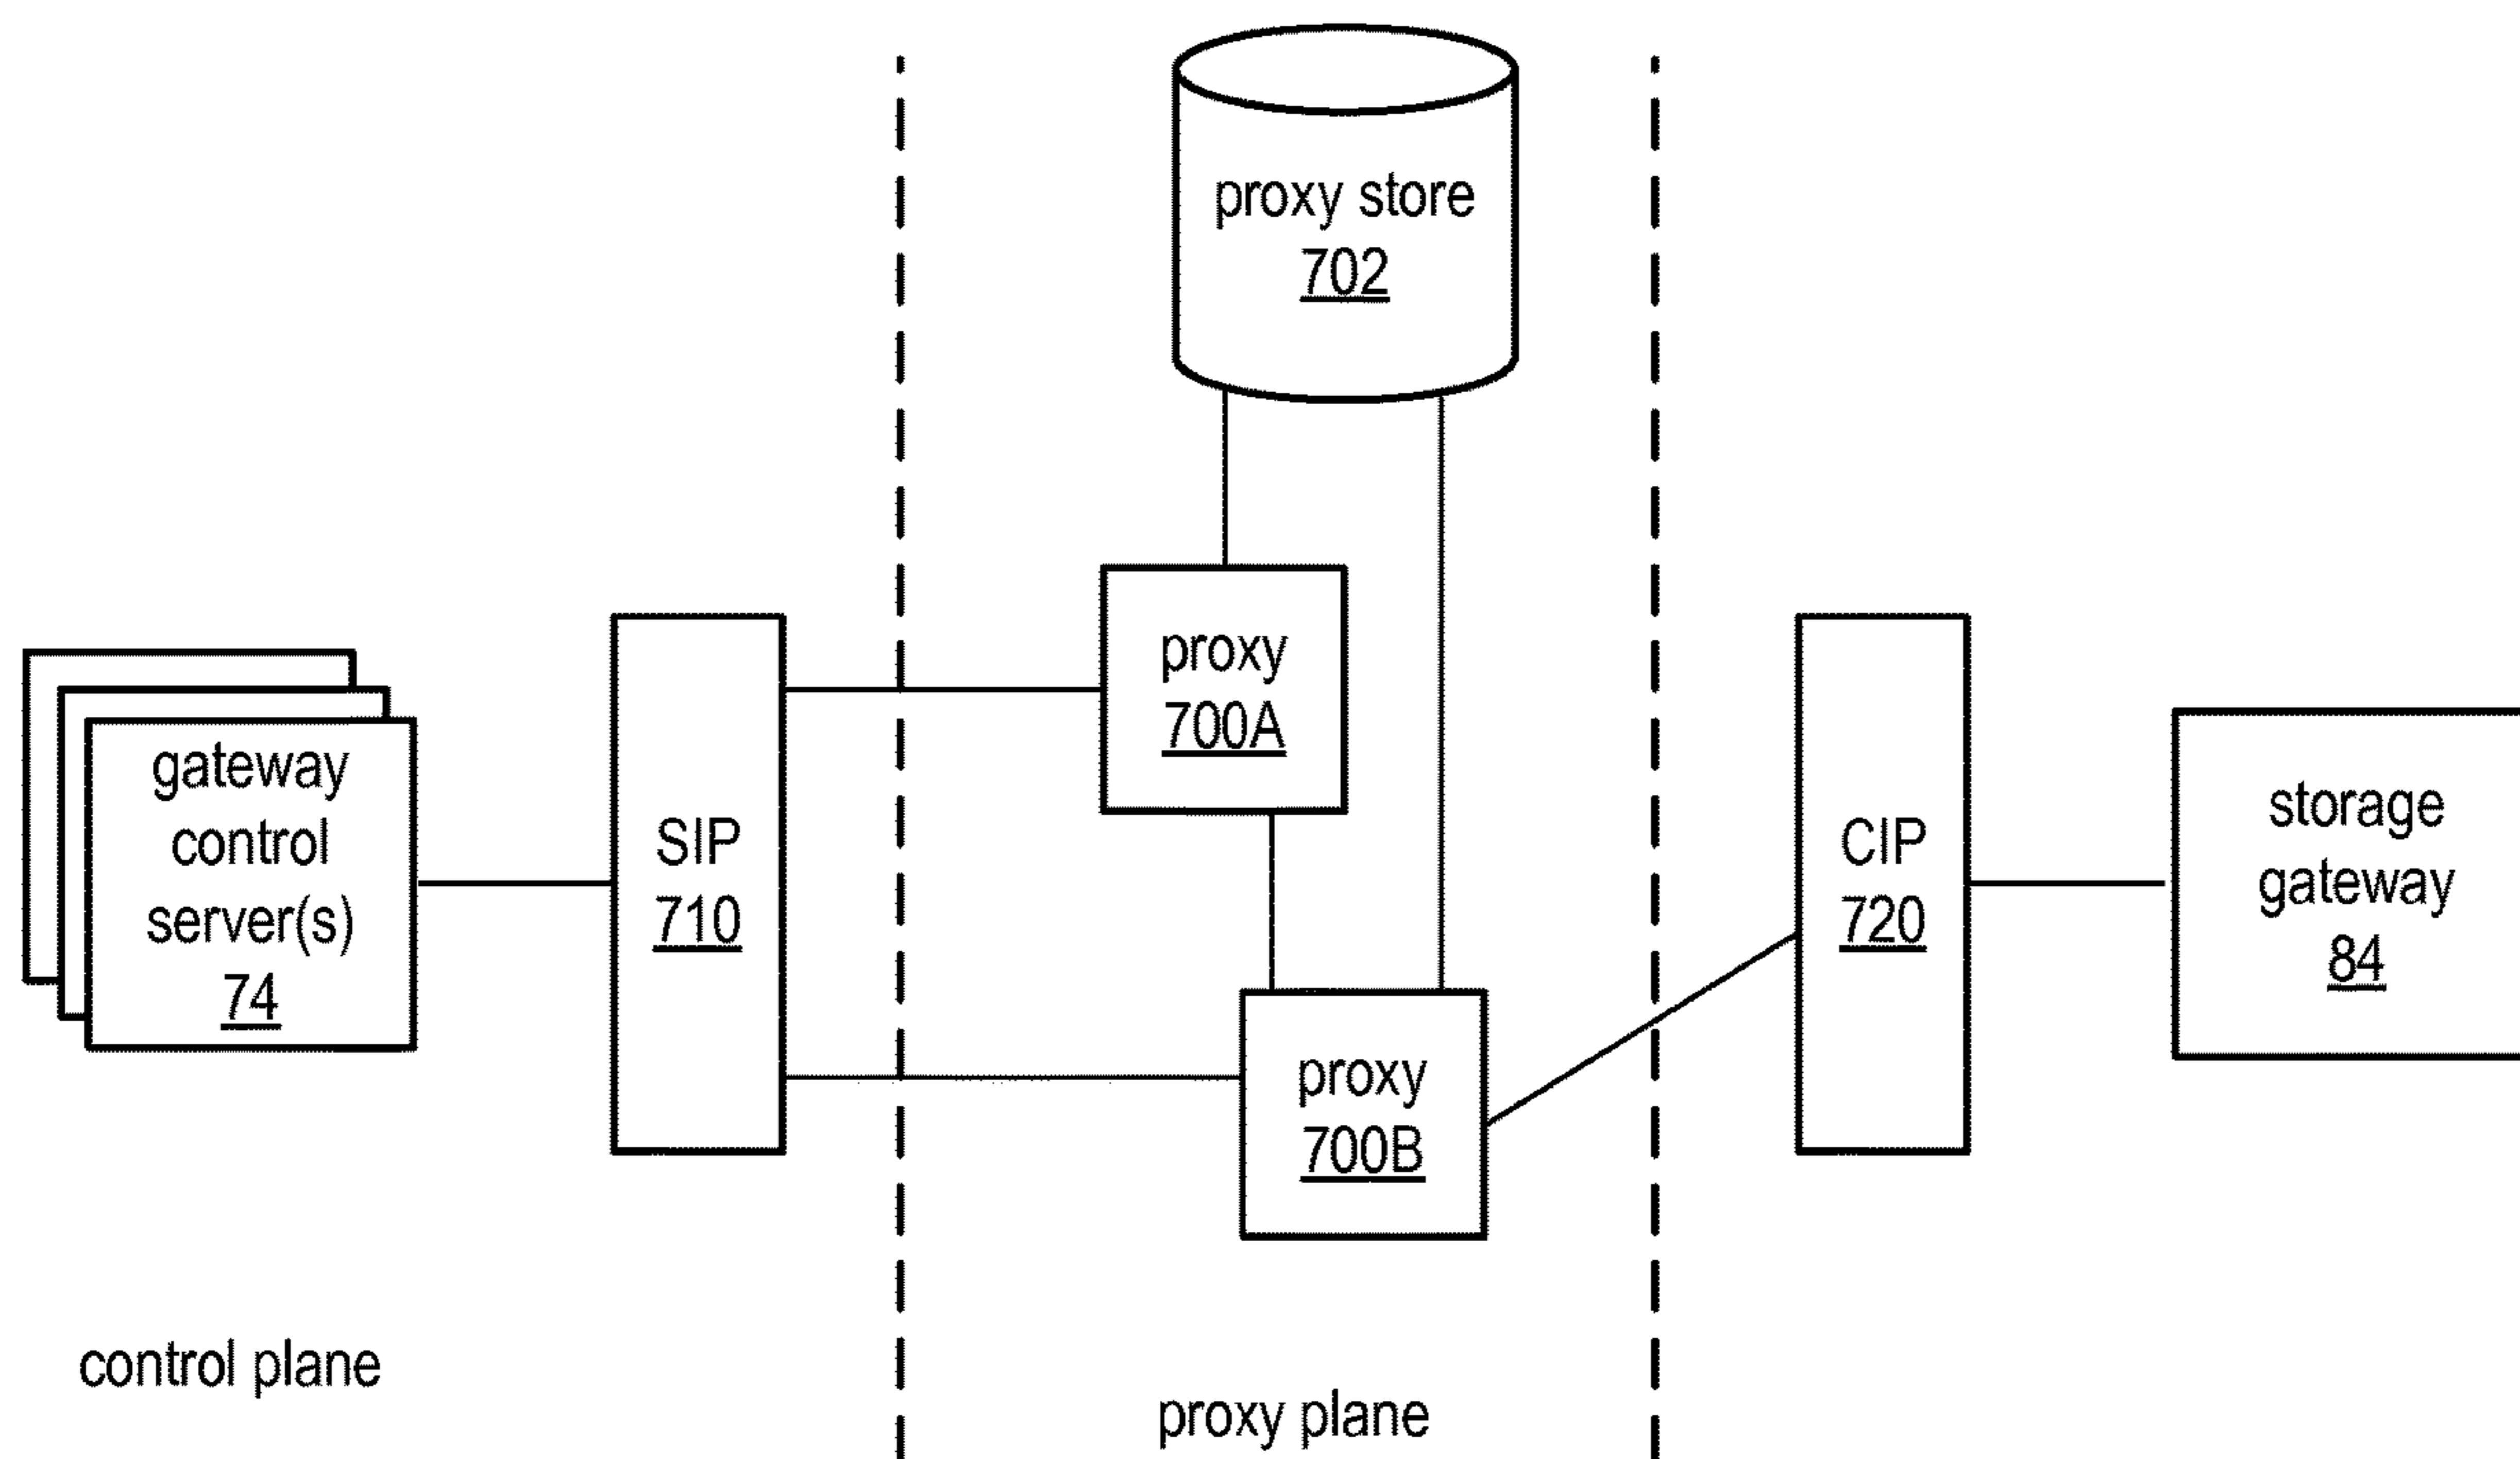 proxy store
702
proxy
700A
gateway
control
server(s)
74
SIP
710
CIP
720
storage
gateway
84
proxy
700B
control plane
proxy plane